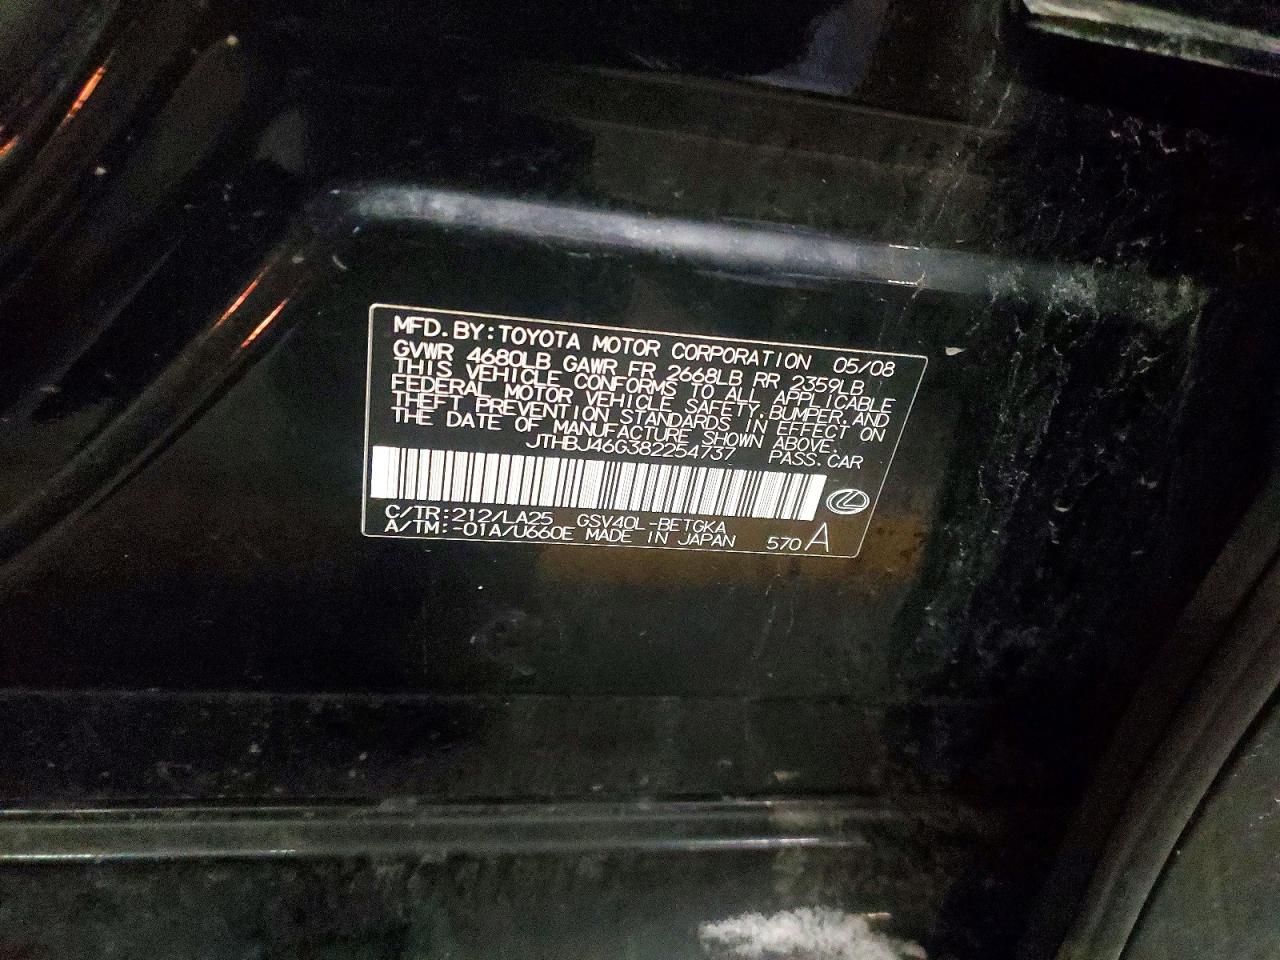 MFD. BY: TOYOTA MOTOR CORPORATION 05/08
GVWR 4680LB GAWR FR 2668LB RR 2359LB
THIS VEHICLE CONFORMS TO ALL APPLICABLE
FEDERAL MOTOR VEHICLE SAFETY, BUMPER, AND
THEFT PREVENTION STANDARDS IN EFFECT ON
THE DATE OF MANUFACTURE SHOWN ABOVE.
JTHBJ46G382254737 PASS. CAR
C/TR: 212/LA25 GSV40L-BETGKA
A/TM: -01A/U660E MADE IN JAPAN 570 A